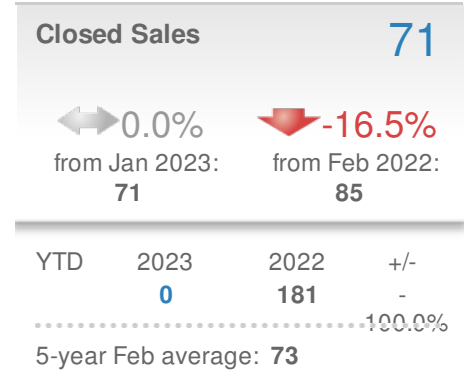 Closed Sales 71
0.0% -16.5%
from Jan 2023: from Feb 2022:
71 85
YTD 2023 2022 +/-
0 181 -
100.0%
5-year Feb average: 73